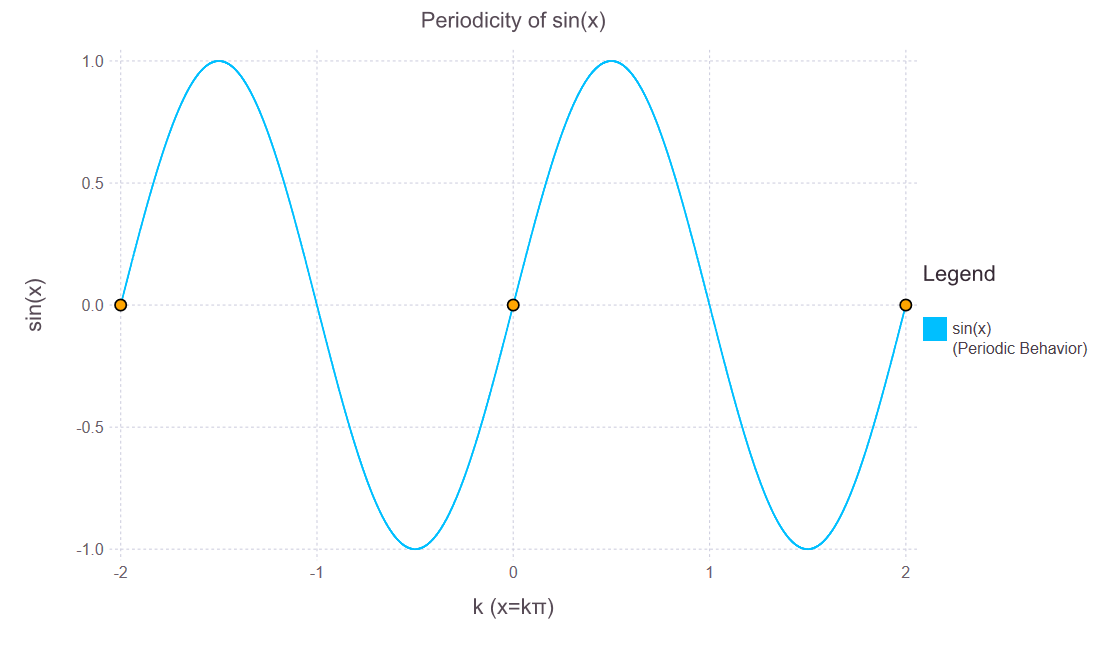 Periodicity of sin(x)
1.0
0.5
0.0
-0.5
-1.0
sin(x)
-2
-1
0
1
2
k (x=kπ)
Legend
sin(x)
(Periodic Behavior)